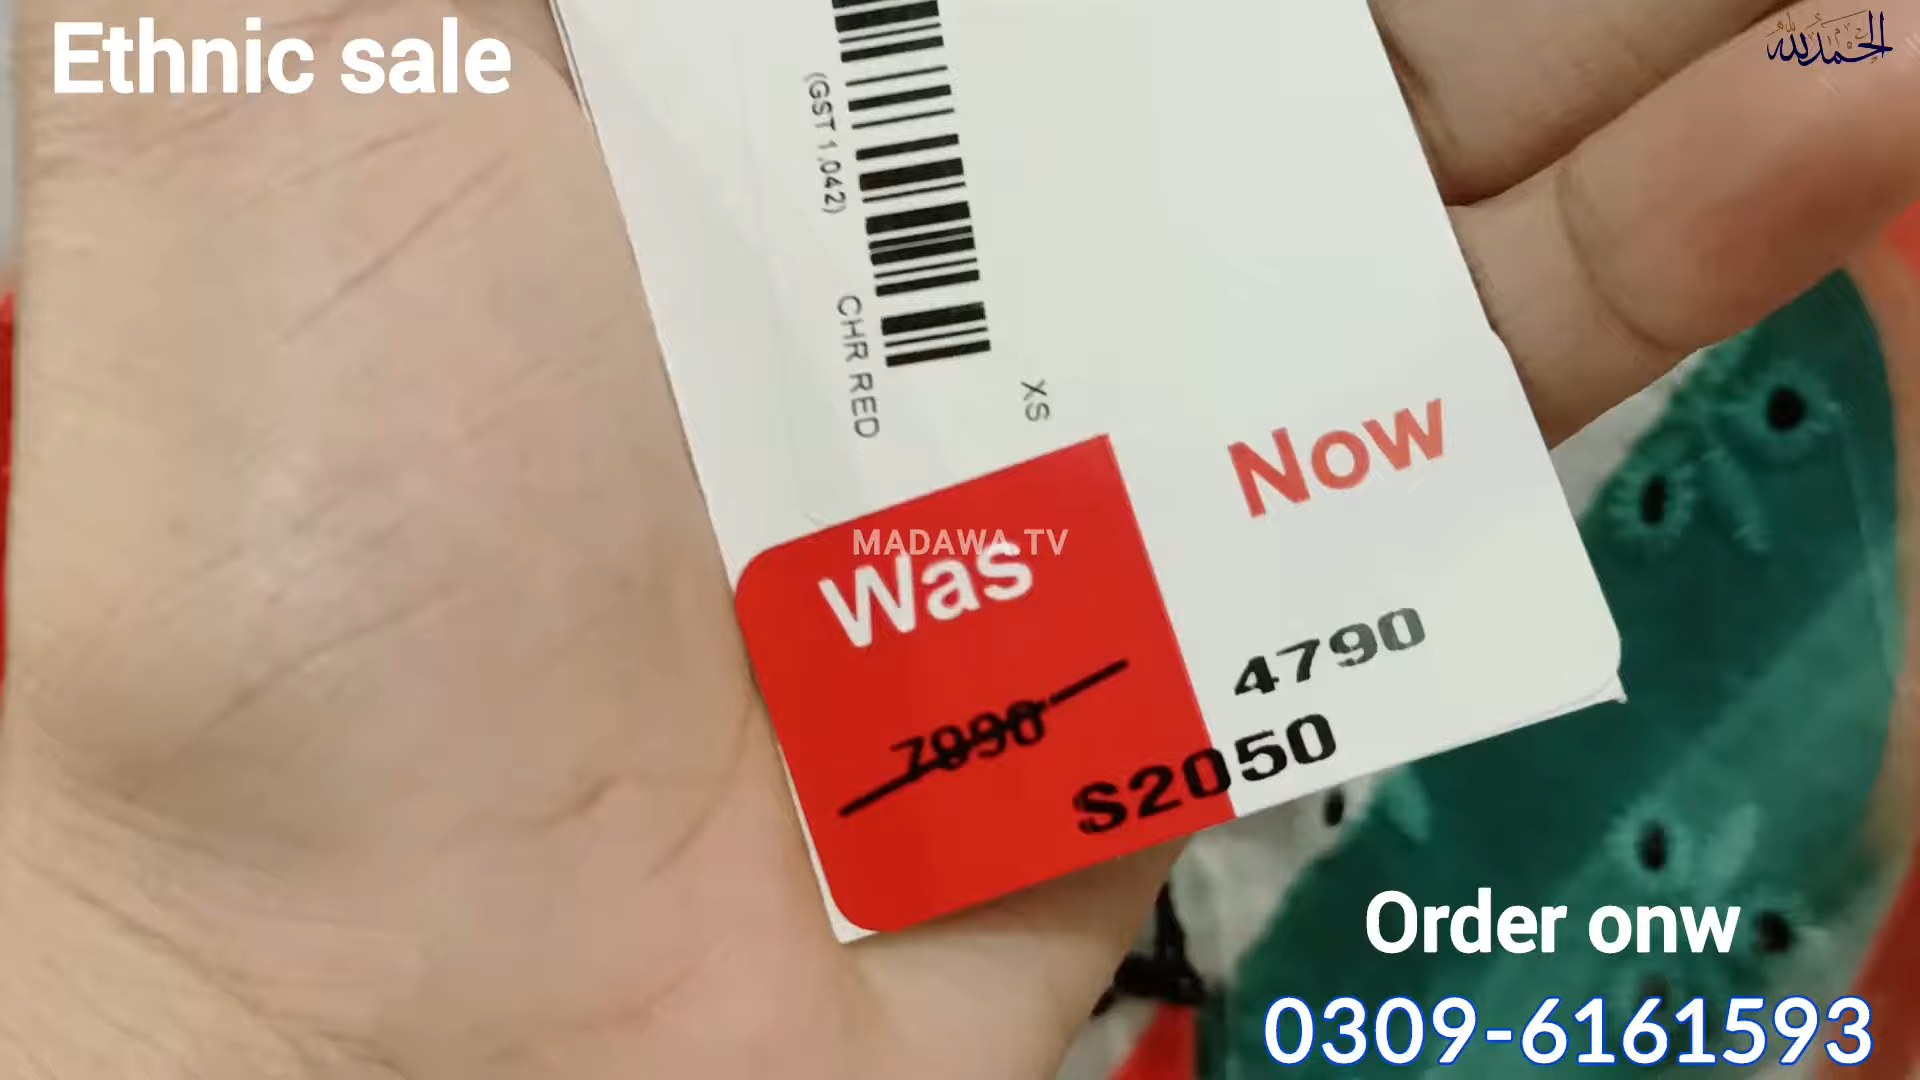 Ethnic sale
الحمدلله
(GST 1,042)
CHR RED
XS
MADAWA TV
Was
Now
7990
4790
S2050
Order onw
0309-6161593